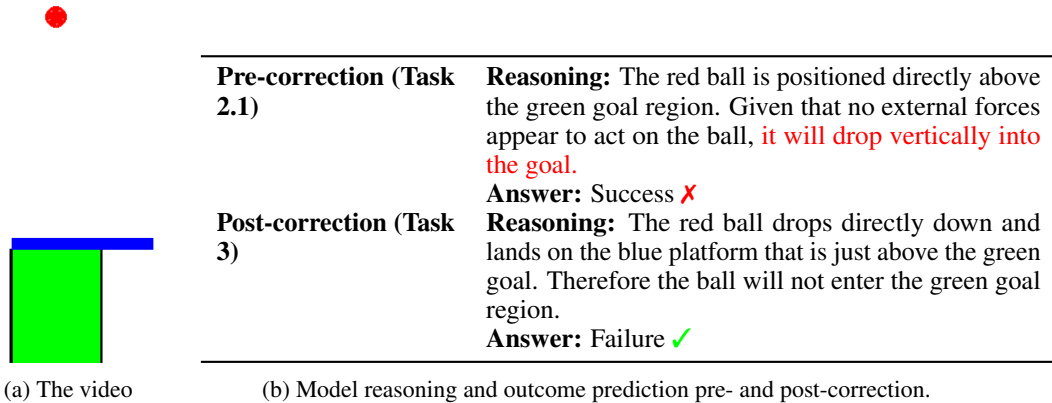 Pre-correction (Task 2.1)
Reasoning: The red ball is positioned directly above
the green goal region. Given that no external forces
appear to act on the ball, it will drop vertically into
the goal.
Answer: Success ✗
Post-correction (Task 3)
Reasoning: The red ball drops directly down and
lands on the blue platform that is just above the green
goal. Therefore the ball will not enter the green goal
region.
Answer: Failure ✓
(a) The video
(b) Model reasoning and outcome prediction pre- and post-correction.